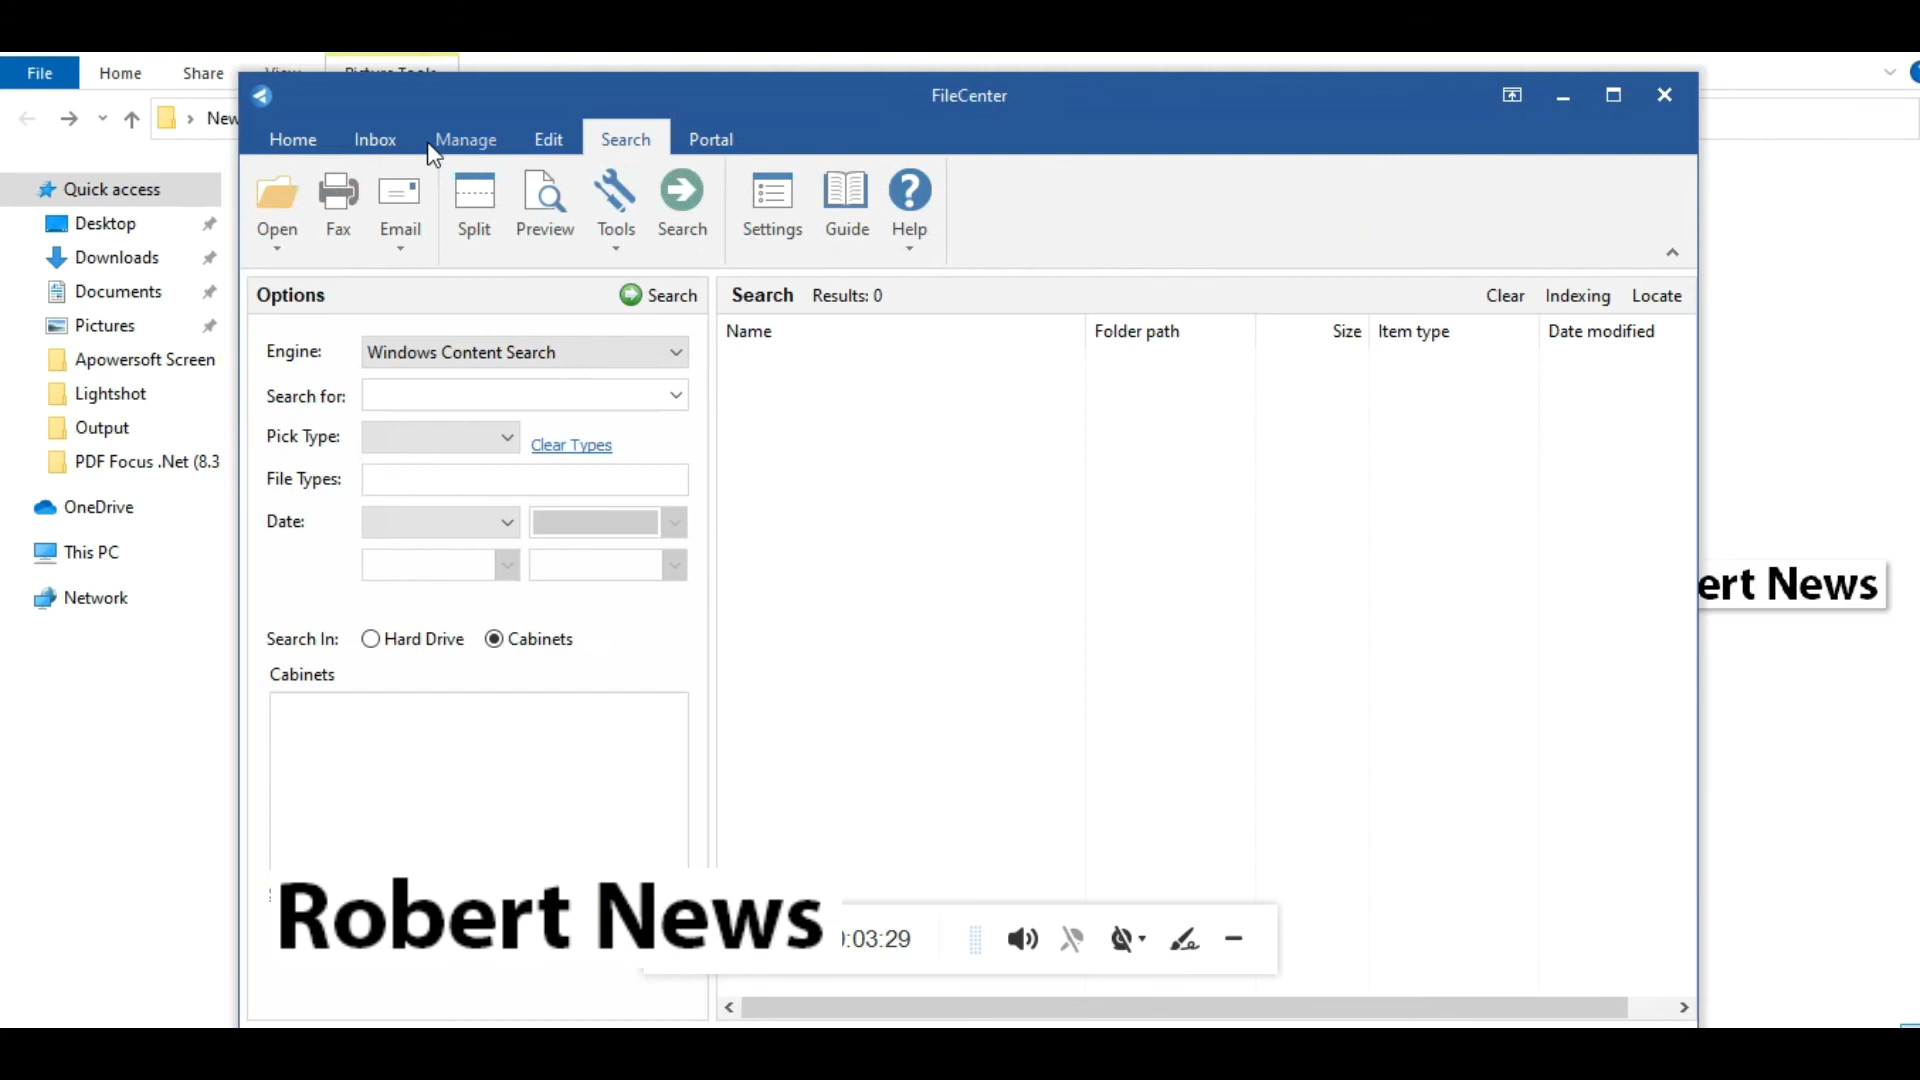 File Home Share
FileCenter
New
Home Inbox Manage Edit Search Portal
Open Fax Email Split Preview Tools Search Settings Guide Help
Quick access
Desktop
Downloads
Documents
Pictures
Apowersoft Screen
Lightshot
Output
PDF Focus .Net (8.3
OneDrive
This PC
Network
Options Search
Engine: Windows Content Search
Search for:
Pick Type: Clear Types
File Types:
Date:
Search In: Hard Drive Cabinets
Cabinets
Search Results: 0 Clear Indexing Locate
Name Folder path Size Item type Date modified
ert News
Robert News
:03:29